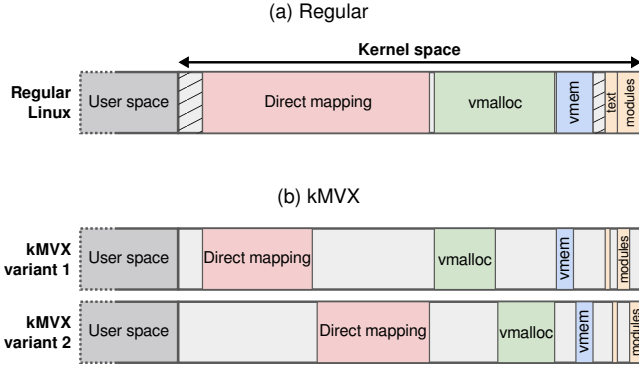 (a) Regular
Kernel space
Regular
Linux
User space
Direct mapping
vmalloc
vmem
text
modules
(b) kMVX
kMVX
variant 1
User space
Direct mapping
vmalloc
vmem
modules
kMVX
variant 2
User space
Direct mapping
vmalloc
vmem
modules